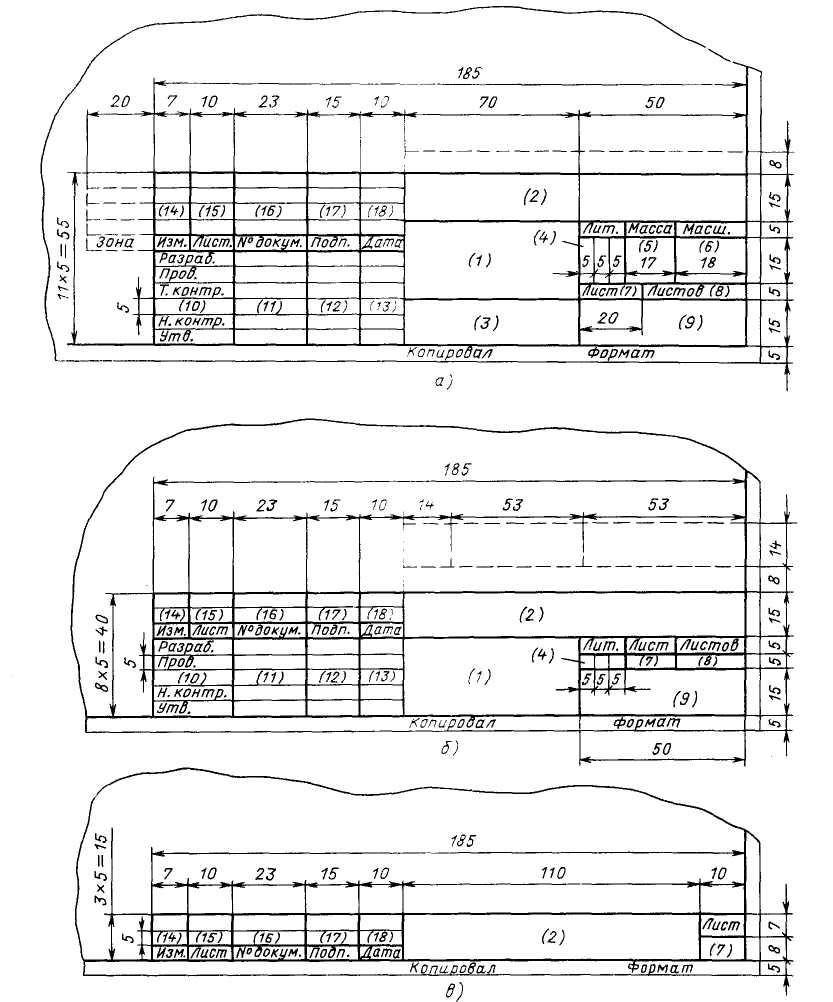 185
20 7 10 23 15 10 70 50
8
(2)
15
(14) (15) (16) (17) (18)
Лит. Масса Масш.
5
11×5=55
Зона Изм. Лист № докум. Подп. Дата
(4) (5) (6)
Разраб.
(1)
5 5 5 17 18
15
Пров.
Т. контр.
Лист (7) Листов (8)
5
5
(10) (11) (12) (13)
Н. контр.
(3)
20 (9)
15
Утв.
Копировал Формат
5
а)
185
7 10 23 15 10 14 53 53
14
8
(14) (15) (16) (17) (18)
(2)
15
Изм. Лист № докум. Подп. Дата
8×5=40
Разраб.
Лит. Лист Листов
5
5
Пров.
(4) (7) (8)
5
(10) (11) (12) (13)
(1)
5 5 5
15
Н. контр.
(9)
Утв.
Копировал Формат
5
б)
50
185
3×5=15
7 10 23 15 10 110 10
Лист
7
5
(14) (15) (16) (17) (18)
(2)
Изм. Лист № докум. Подп. Дата
(7)
8
Копировал Формат
5
в)